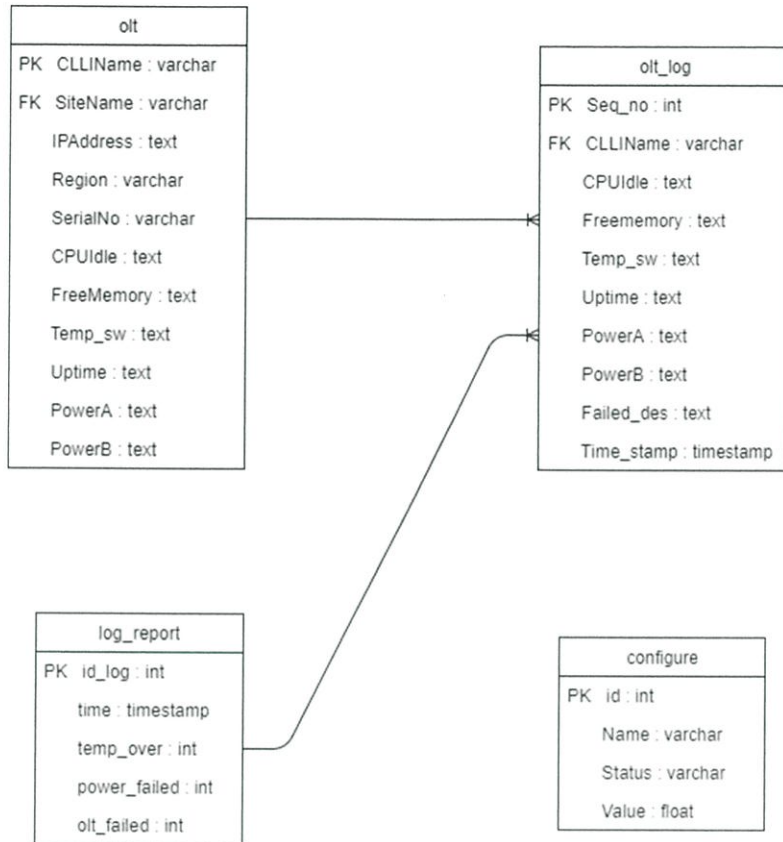 olt
PK CLLIName : varchar
FK SiteName : varchar
IPAddress : text
Region : varchar
SerialNo : varchar
CPUIdle : text
FreeMemory : text
Temp_sw : text
Uptime : text
PowerA : text
PowerB : text
olt_log
PK Seq_no : int
FK CLLIName : varchar
CPUIdle : text
Freememory : text
Temp_sw : text
Uptime : text
PowerA : text
PowerB : text
Failed_des : text
Time_stamp : timestamp
log_report
PK id_log : int
time : timestamp
temp_over : int
power_failed : int
olt_failed : int
configure
PK id : int
Name : varchar
Status : varchar
Value : float